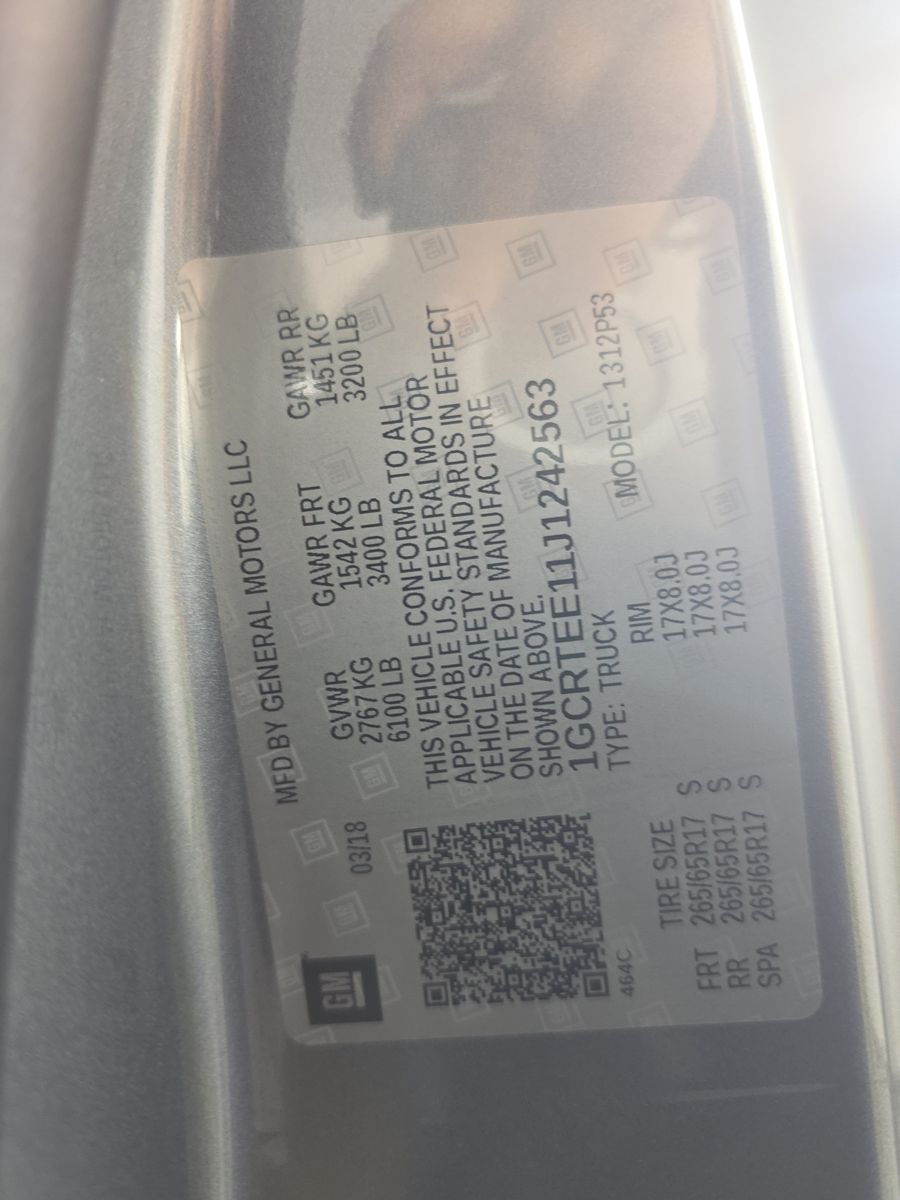 GM
MFD BY GENERAL MOTORS LLC
03/18
GVWR GAWR FRT GAWR RR
2767KG 1542 KG 1451 KG
6100 LB 3400 LB 3200 LB
THIS VEHICLE CONFORMS TO ALL
APPLICABLE U.S. FEDERAL MOTOR
VEHICLE SAFETY STANDARDS IN EFFECT
ON THE DATE OF MANUFACTURE
SHOWN ABOVE.
1GCRTEE11J1242563
TYPE: TRUCK MODEL: 1312P53
464C
TIRE SIZE RIM
FRT 265/65R17 S 17X8.0J
RR 265/65R17 S 17X8.0J
SPA 265/65R17 S 17X8.0J